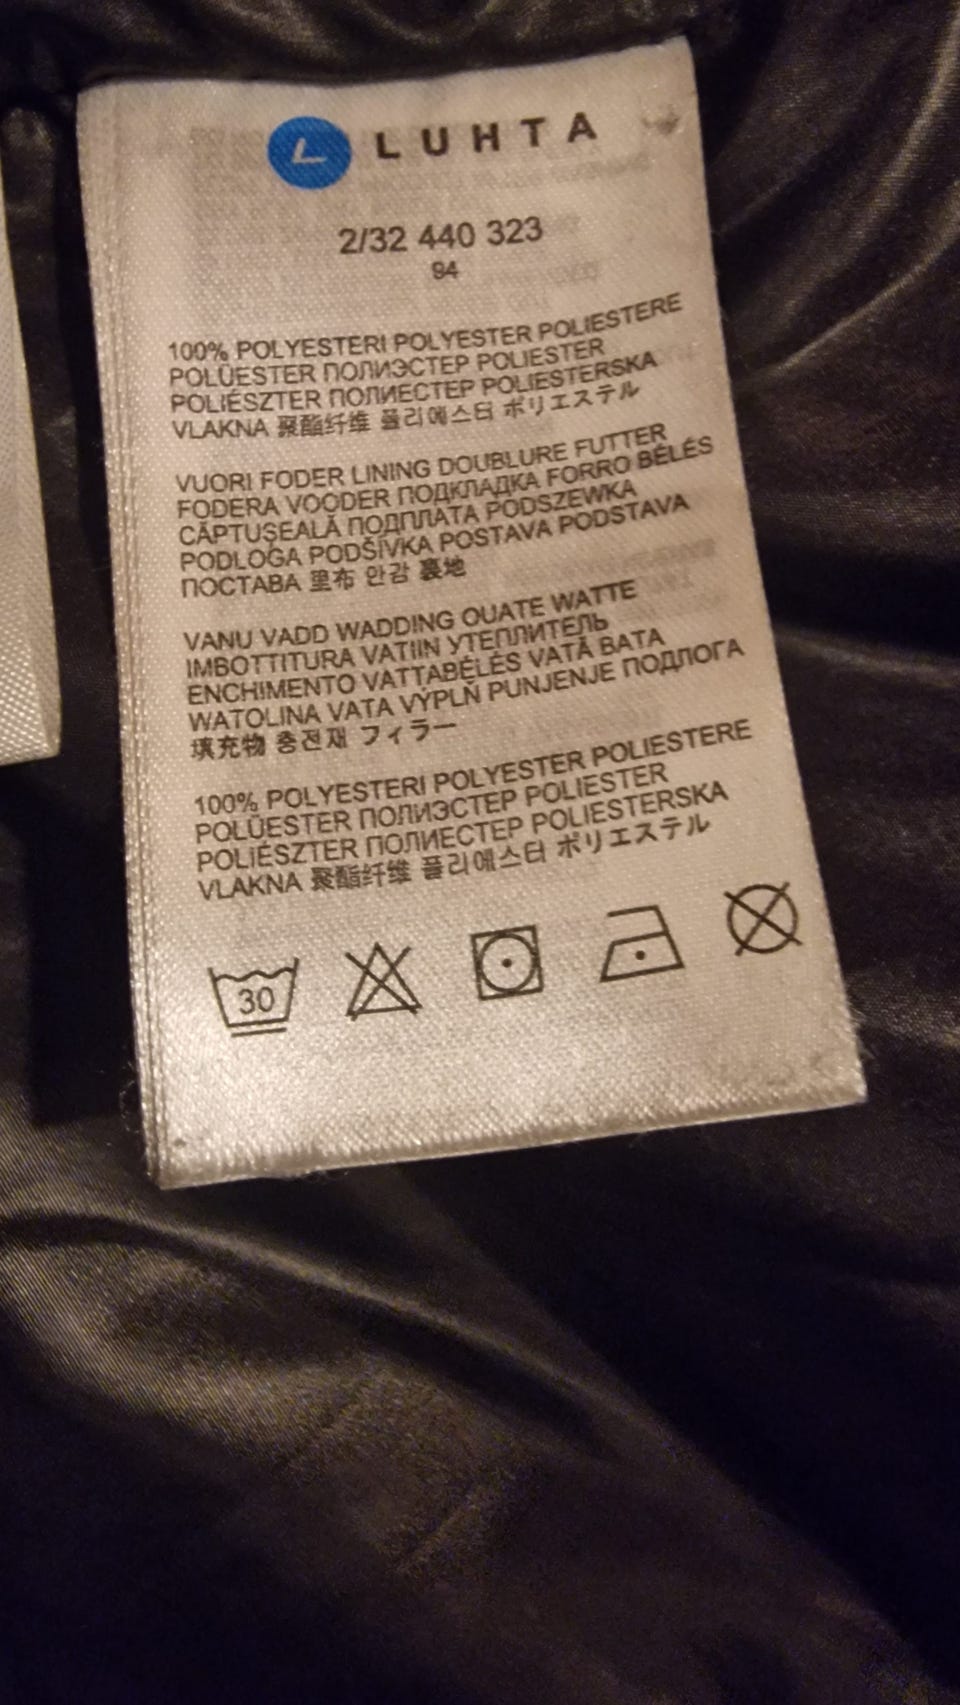 L LUHTA
2/32 440 323
94
100% POLYESTERI POLYESTER POLIESTERE
POLÜESTER ПОЛИЭСТЕР POLIESTER
POLIÉSZTER ПОЛИЕСТЕР POLIESTERSKA
VLAKNA 聚酯纤维 폴리에스터 ポリエステル
VUORI FODER LINING DOUBLURE FUTTER
FODERA VOODER ПОДКЛАДКА FORRO BÉLÉS
CĂPTUŞEALĂ ПОДПЛАТА PODSZEWKA
PODLOGA PODŠÍVKA POSTAVA PODSTAVA
ПОСТАВА 里布 안감 裏地
VANU VADD WADDING OUATE WATTE
IMBOTTITURA VATIIN УТЕПЛИТЕЛЬ
ENCHIMENTO VATTABÉLÉS VATĂ BATA
WATOLINA VATA VÝPLŇ PUNJENJE ПОДЛОГА
填充物 충전재 フィラー
100% POLYESTERI POLYESTER POLIESTERE
POLÜESTER ПОЛИЭСТЕР POLIESTER
POLIÉSZTER ПОЛИЕСТЕР POLIESTERSKA
VLAKNA 聚酯纤维 폴리에스터 ポリエステル
30